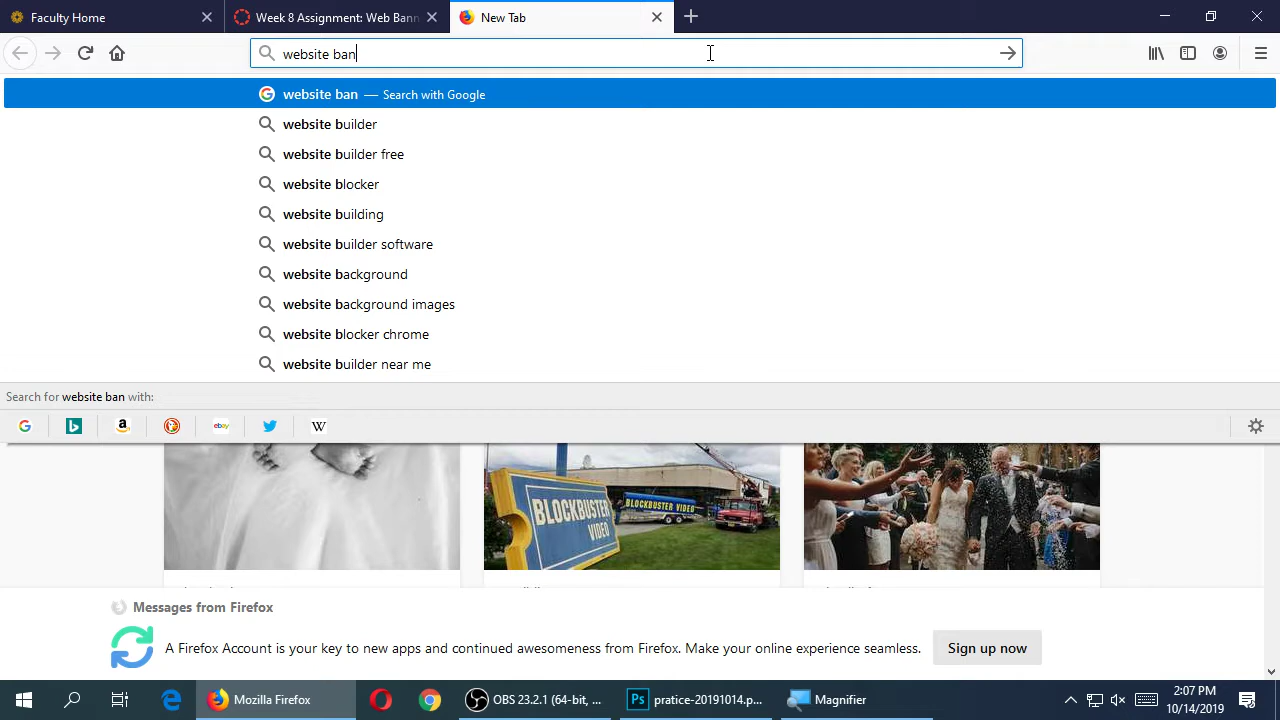 Faculty Home
Week 8 Assignment: Web Bann
New Tab
website ban
website ban — Search with Google
website builder
website builder free
website blocker
website building
website builder software
website background
website background images
website blocker chrome
website builder near me
Search for website ban with:
ebay
W
BLOCKBUSTER VIDEO
BLOCKBUSTER VIDEO
Messages from Firefox
A Firefox Account is your key to new apps and continued awesomeness from Firefox. Make your online experience seamless.
Sign up now
Mozilla Firefox
OBS 23.2.1 (64-bit, ...
Ps
pratice-20191014.p...
Magnifier
2:07 PM
10/14/2019